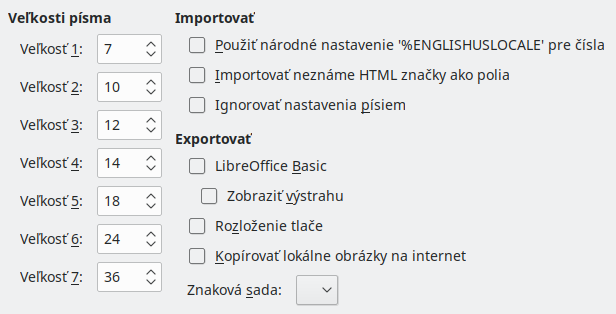 Veľkosti písma
Veľkosť 1: 7
Veľkosť 2: 10
Veľkosť 3: 12
Veľkosť 4: 14
Veľkosť 5: 18
Veľkosť 6: 24
Veľkosť 7: 36
Importovať
Použiť národné nastavenie '%ENGLISHUSLOCALE' pre čísla
Importovať neznáme HTML značky ako polia
Ignorovať nastavenia písiem
Exportovať
LibreOffice Basic
Zobraziť výstrahu
Rozloženie tlače
Kopírovať lokálne obrázky na internet
Znaková sada: